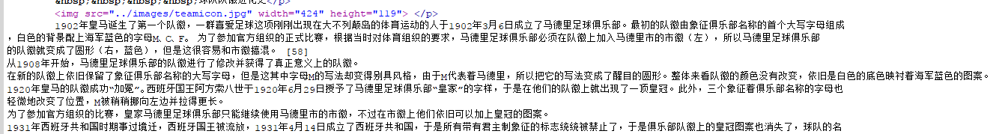 &nbsp;&nbsp;&nbsp;&nbsp;球队队徽进化史</p>
<img src="../images/teamicon.jpg" width="424" height="119"> </p>
1902年皇马诞生了第一个队徽，一群喜爱足球这项刚刚出现在大不列颠岛的体育运动的人于1902年3月6日成立了马德里足球俱乐部。最初的队徽由象征俱乐部名称的首个大写字母组成
，白色的背景配上海军蓝色的字母M、C、F。 为了参加官方组织的正式比赛，根据当时对体育组织的要求，马德里足球俱乐部必须在队徽上加入马德里市的市徽（左），所以马德里足球俱乐部
的队徽就变成了圆形（右，蓝色），但是这很容易和市徽搞混。 [58]
从1908年开始，马德里足球俱乐部的队徽进行了修改并获得了真正意义上的队徽。
在新的队徽上依旧保留了象征俱乐部名称的大写字母，但是这其中字母M的写法却变得别具风格，由于M代表着马德里，所以把它的写法变成了醒目的圆形。整体来看队徽的颜色没有改变，依旧是白色的底色映衬着海军蓝色的图案。
1920年皇马的队徽成功“加冕”。西班牙国王阿方索八世于1920年6月29日授予了马德里足球俱乐部“皇家”的字样，于是在他们的队徽上就出现了一项皇冠。此外，三个象征着俱乐部名称的字母也
轻微地改变了位置，M被稍稍挪向左边并拉得更长。
为了参加官方组织的比赛，皇家马德里足球俱乐部只能继续使用马德里市的市徽，不过在市徽上他们依旧可以加上皇冠的图案。
1931年西班牙共和国时期事过境迁，西班牙国王被流放，1931年4月14日成立了西班牙共和国，于是所有带有君主制象征的标志统统被禁止了，于是俱乐部队徽上的皇冠图案也消失了，球队的名